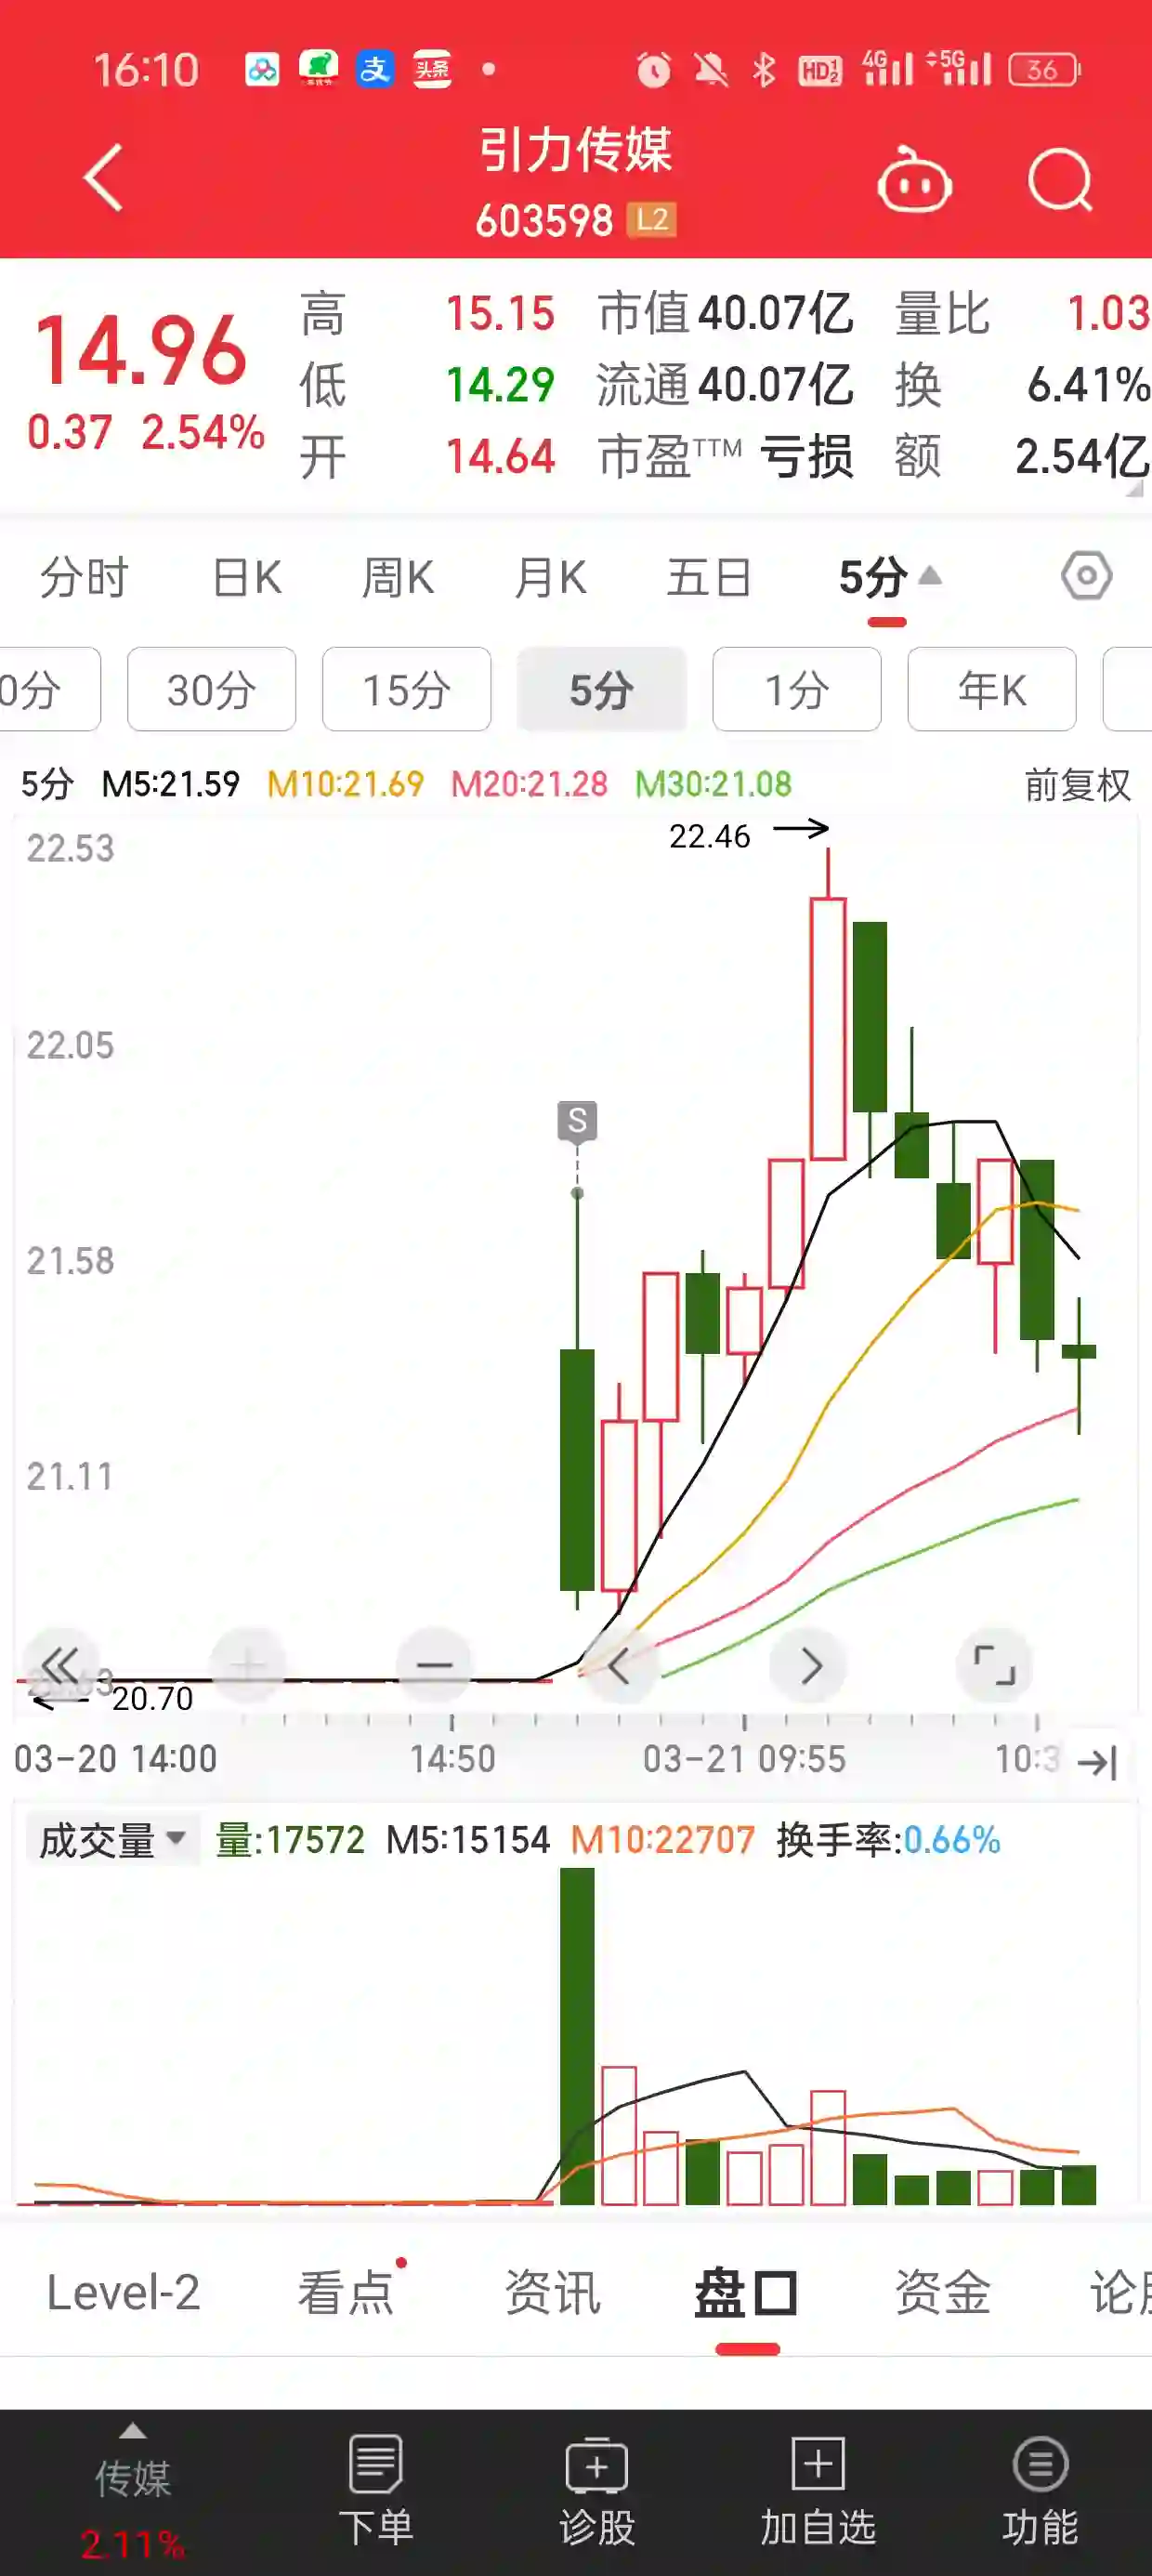 16:10 支 头条 HD1 2 4G 5G 36
引力传媒
603598 L2
14.96
0.37 2.54%
高 15.15 市值 40.07亿 量比 1.03
低 14.29 流通 40.07亿 换 6.41%
开 14.64 市盈TTM 亏损 额 2.54亿
分时 日K 周K 月K 五日 5分
0分 30分 15分 5分 1分 年K
5分 M5:21.59 M10:21.69 M20:21.28 M30:21.08 前复权
22.53
22.46
22.05
S
21.58
21.11
20.70
03-20 14:00 14:50 03-21 09:55 10:3
成交量 量:17572 M5:15154 M10:22707 换手率:0.66%
Level-2 看点 资讯 盘口 资金 论
传媒 2.11% 下单 诊股 加自选 功能